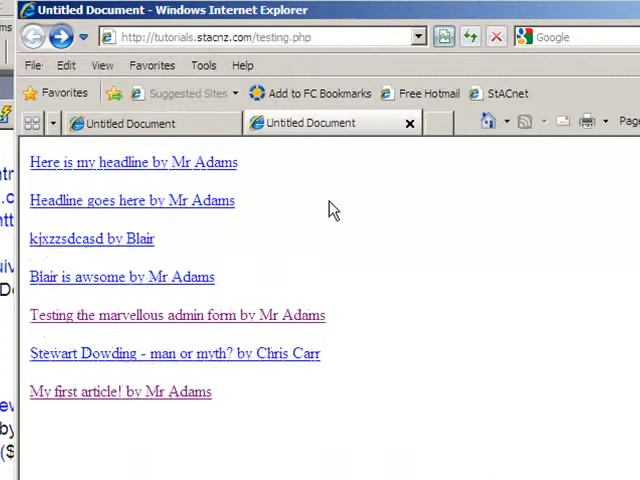 Untitled Document - Windows Internet Explorer
http://tutorials.stacnz.com/testing.php
Google
File Edit View Favorites Tools Help
Favorites Suggested Sites Add to FC Bookmarks Free Hotmail StACnet
Untitled Document Untitled Document Page
Here is my headline by Mr Adams
Headline goes here by Mr Adams
kjxzzsdcasd by Blair
Blair is awsome by Mr Adams
Testing the marvellous admin form by Mr Adams
Stewart Dowding - man or myth? by Chris Carr
My first article! by Mr Adams